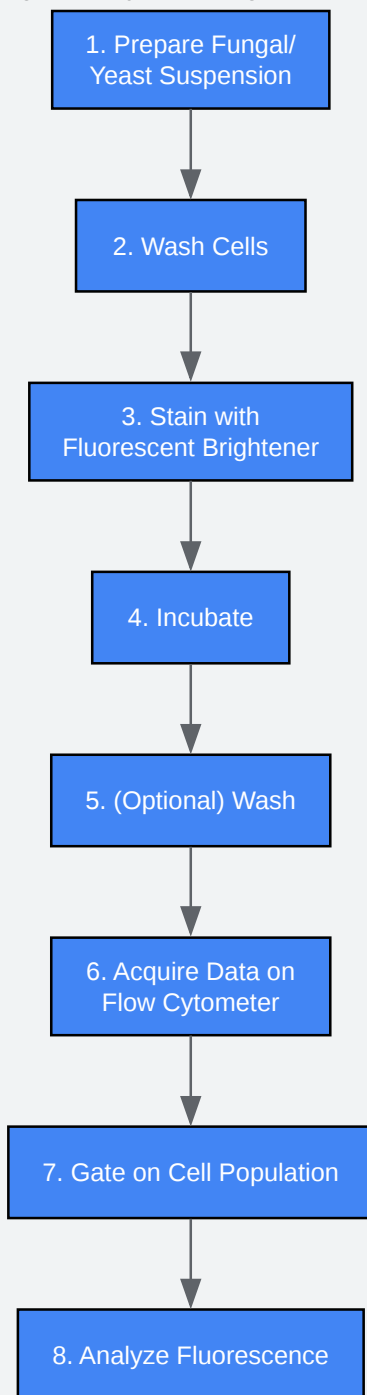 1. Prepare Fungal/
Yeast Suspension
2. Wash Cells
3. Stain with
Fluorescent Brightener
4. Incubate
5. (Optional) Wash
6. Acquire Data on
Flow Cytometer
7. Gate on Cell Population
8. Analyze Fluorescence